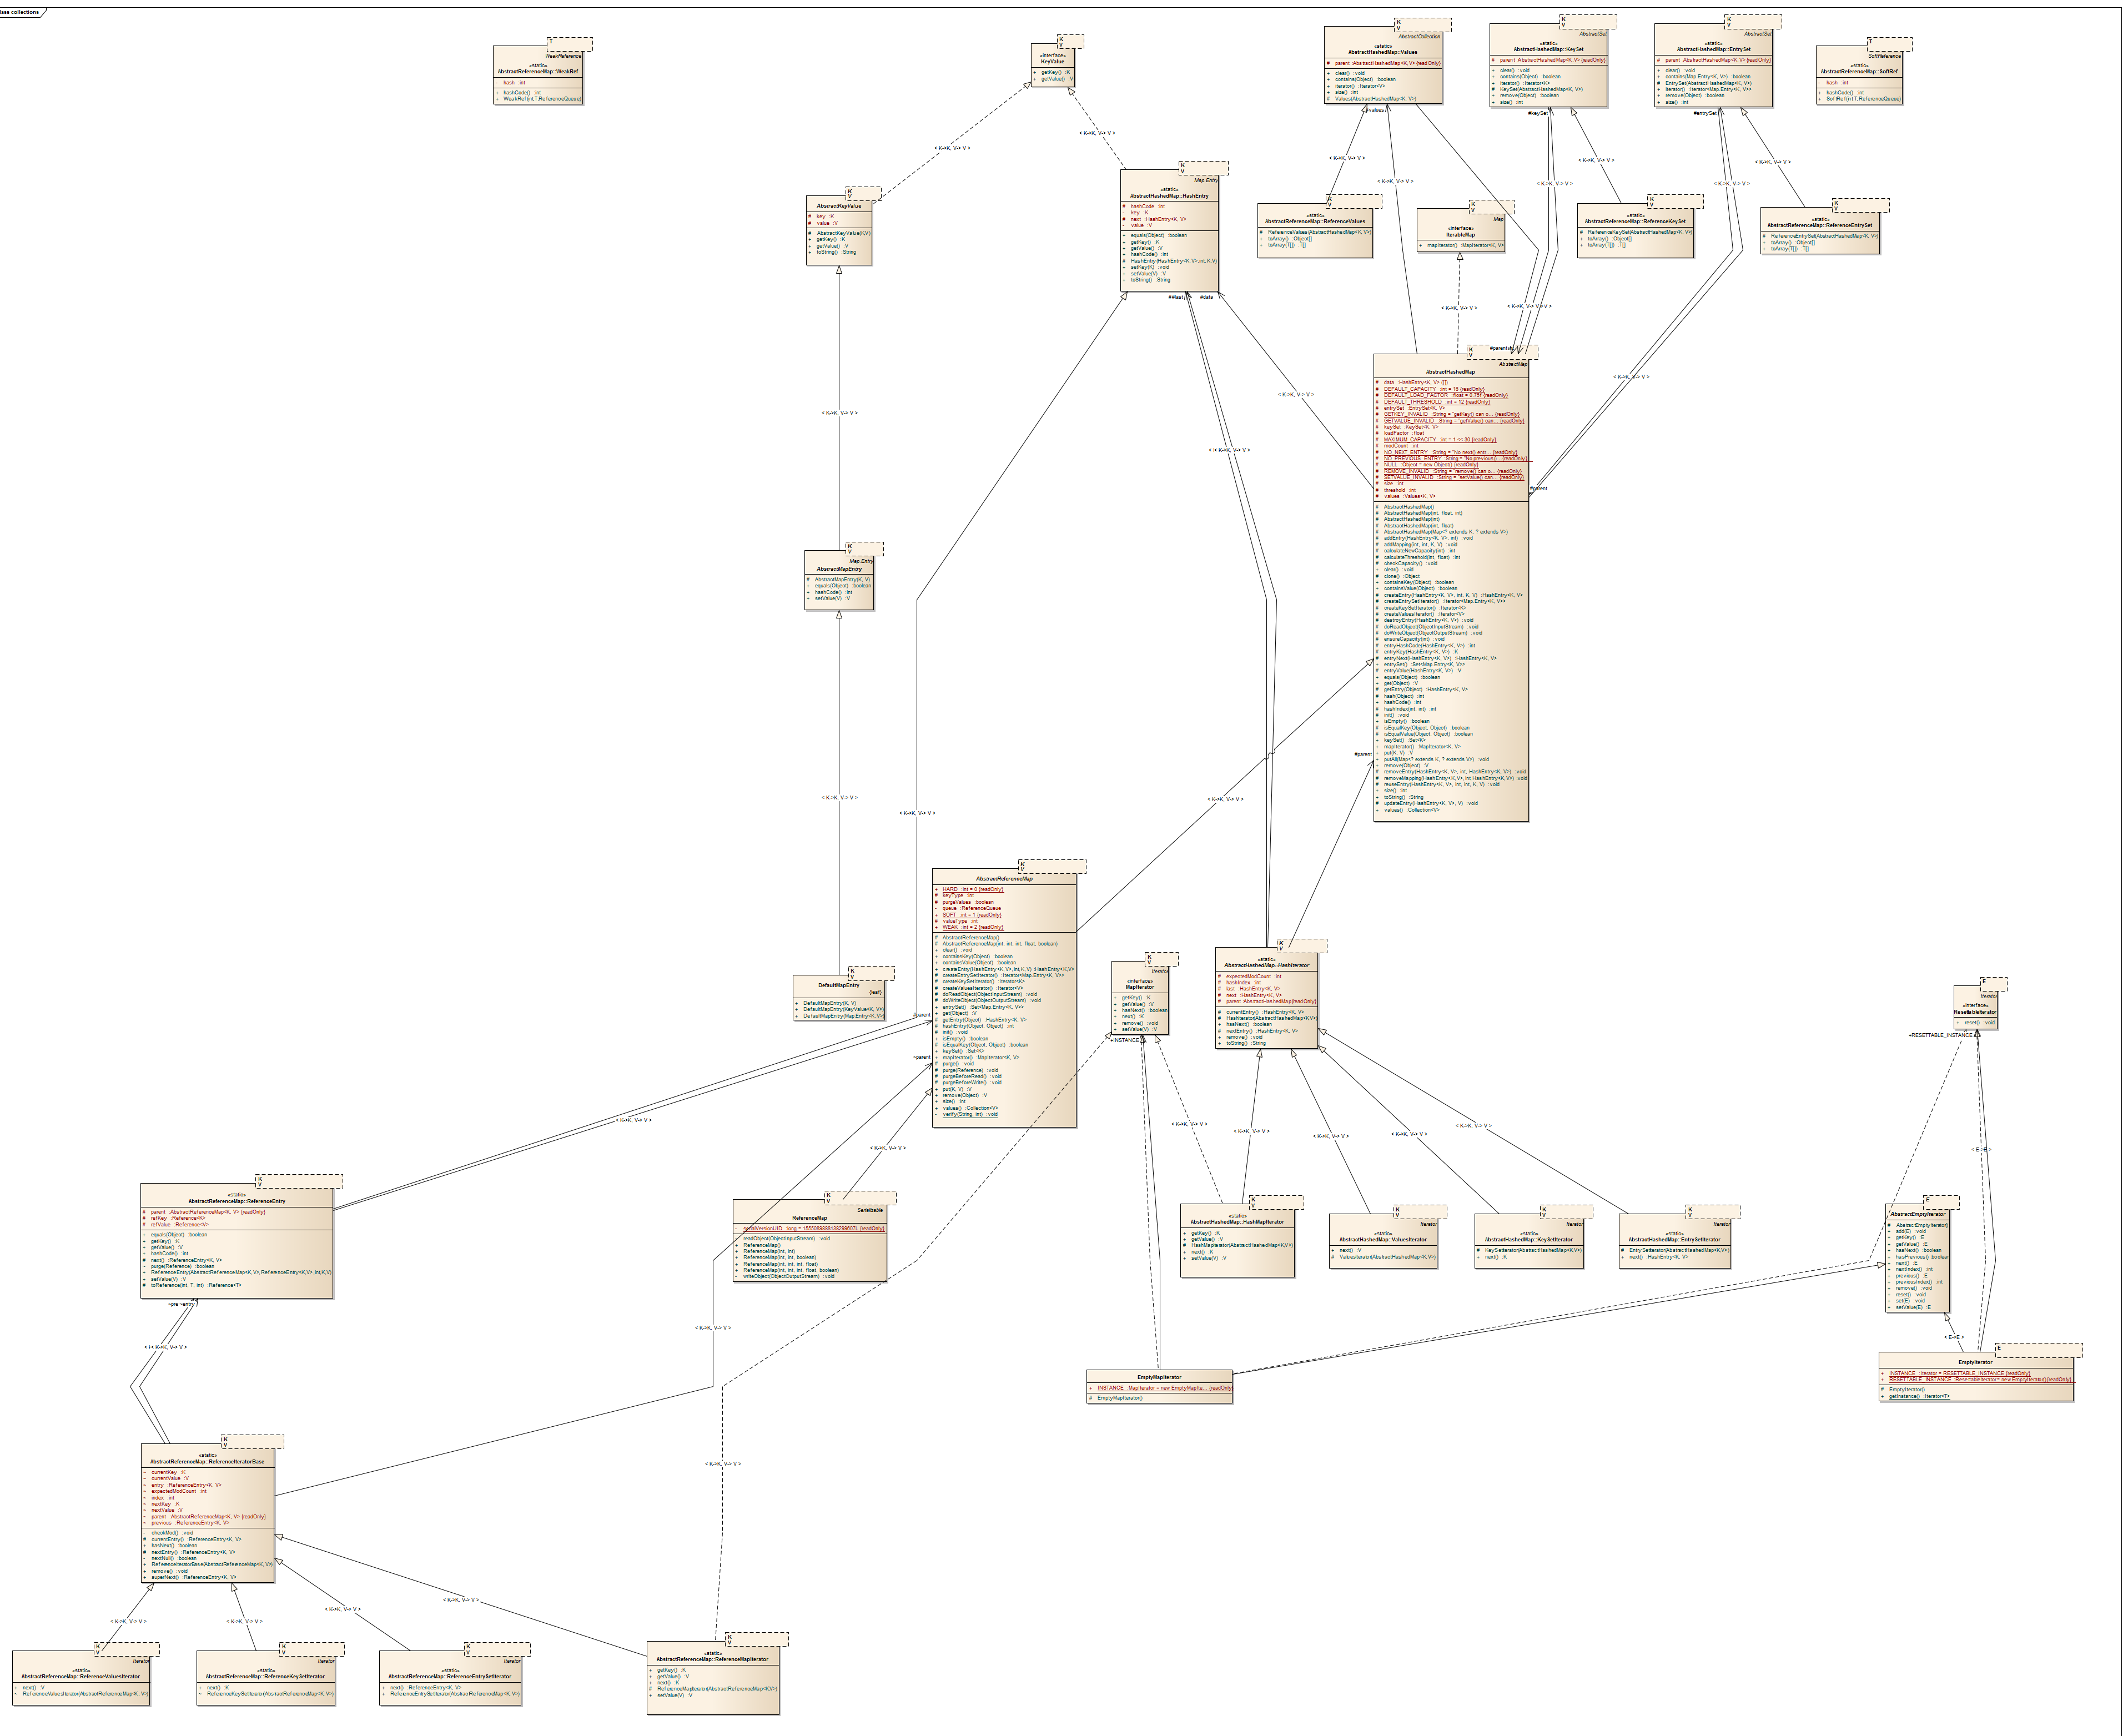 class collections
T
WeakReference
«static»
AbstractReferenceMap::WeakRef
- hash :int
+ hashCode() :int
+ WeakRef(int,T,ReferenceQueue)
K
V
«interface»
KeyValue
+ getKey() :K
+ getValue() :V
K
V
AbstractCollection
«static»
AbstractHashedMap::Values
# parent :AbstractHashedMap<K, V> {readOnly}
+ clear() :void
+ contains(Object) :boolean
+ iterator() :Iterator<V>
+ size() :int
# Values(AbstractHashedMap<K, V>)
K
V
AbstractSet
«static»
AbstractHashedMap::KeySet
# parent :AbstractHashedMap<K, V> {readOnly}
+ clear() :void
+ contains(Object) :boolean
+ iterator() :Iterator<K>
# KeySet(AbstractHashedMap<K, V>)
+ remove(Object) :boolean
+ size() :int
K
V
AbstractSet
«static»
AbstractHashedMap::EntrySet
# parent :AbstractHashedMap<K, V> {readOnly}
+ clear() :void
+ contains(Map.Entry<K, V>) :boolean
# EntrySet(AbstractHashedMap<K, V>)
+ iterator() :Iterator<Map.Entry<K, V>>
+ remove(Object) :boolean
+ size() :int
T
SoftReference
«static»
AbstractReferenceMap::SoftRef
- hash :int
+ hashCode() :int
+ SoftRef(int,T,ReferenceQueue)
#values
#keySet
#entrySet
< K->K, V-> V >
< K->K, V-> V >
< K->K, V-> V >
< K->K, V-> V >
< K->K, V-> V >
< K->K, V-> V >
< K->K, V-> V >
< K->K, V-> V >
K
V
AbstractKeyValue
# key :K
# value :V
# AbstractKeyValue(K,V)
+ getKey() :K
+ getValue() :V
+ toString() :String
K
V
Map.Entry
«static»
AbstractHashedMap::HashEntry
# hashCode :int
- key :K
# next :HashEntry<K, V>
- value :V
+ equals(Object) :boolean
+ getKey() :K
+ getValue() :V
+ hashCode() :int
# HashEntry(HashEntry<K, V>,int,K,V)
+ setKey(K) :void
+ setValue(V) :V
+ toString() :String
K
V
«static»
AbstractReferenceMap::ReferenceValues
# ReferenceValues(AbstractHashedMap<K, V>)
+ toArray() :Object[]
+ toArray(T[]) :T[]
K
V
Map
«interface»
IterableMap
+ mapIterator() :MapIterator<K, V>
K
V
«static»
AbstractReferenceMap::ReferenceKeySet
# ReferenceKeySet(AbstractHashedMap<K, V>)
+ toArray() :Object[]
+ toArray(T[]) :T[]
K
V
«static»
AbstractReferenceMap::ReferenceEntrySet
# ReferenceEntrySet(AbstractHashedMap<K, V>)
+ toArray() :Object[]
+ toArray(T[]) :T[]
#data
< K->K, V-> V >
#parent
K
V
AbstractMap
AbstractHashedMap
# data :HashEntry<K, V> ([])
# DEFAULT_CAPACITY :int = 16 {readOnly}
# DEFAULT_LOAD_FACTOR :float = 0.75f {readOnly}
# DEFAULT_THRESHOLD :int = 12 {readOnly}
# entrySet :EntrySet<K, V>
# GETKEY_INVALID :String = "getKey() can o... {readOnly}
# GETVALUE_INVALID :String = "getValue() can... {readOnly}
# keySet :KeySet<K, V>
# loadFactor :float
# MAXIMUM_CAPACITY :int = 1 << 30 {readOnly}
# modCount :int
# NO_NEXT_ENTRY :String = "No next() entr... {readOnly}
# NO_PREVIOUS_ENTRY :String = "No previous() ...{readOnly}
# NULL :Object = new Object() {readOnly}
# REMOVE_INVALID :String = "remove() can o... {readOnly}
# SETVALUE_INVALID :String = "setValue() can... {readOnly}
# size :int
# threshold :int
# values :Values<K, V>
# AbstractHashedMap()
# AbstractHashedMap(int, float, int)
# AbstractHashedMap(int)
# AbstractHashedMap(int, float)
# AbstractHashedMap(Map<? extends K, ? extends V>)
# addEntry(HashEntry<K, V>, int) :void
# addMapping(int, int, K, V) :void
# calculateNewCapacity(int) :int
# calculateThreshold(int, float) :int
# checkCapacity() :void
+ clear() :void
# clone() :Object
+ containsKey(Object) :boolean
+ containsValue(Object) :boolean
# createEntry(HashEntry<K, V>, int, K, V) :HashEntry<K, V>
# createEntrySetIterator() :Iterator<Map.Entry<K, V>>
# createKeySetIterator() :Iterator<K>
# createValuesIterator() :Iterator<V>
# destroyEntry(HashEntry<K, V>) :void
# doReadObject(ObjectInputStream) :void
# doWriteObject(ObjectOutputStream) :void
# ensureCapacity(int) :void
# entryHashCode(HashEntry<K, V>) :int
# entryKey(HashEntry<K, V>) :K
# entryNext(HashEntry<K, V>) :HashEntry<K, V>
+ entrySet() :Set<Map.Entry<K, V>>
# entryValue(HashEntry<K, V>) :V
+ equals(Object) :boolean
+ get(Object) :V
# getEntry(Object) :HashEntry<K, V>
# hash(Object) :int
+ hashCode() :int
# hashIndex(int, int) :int
# init() :void
+ isEmpty() :boolean
# isEqualKey(Object, Object) :boolean
# isEqualValue(Object, Object) :boolean
+ keySet() :Set<K>
+ mapIterator() :MapIterator<K, V>
+ put(K, V) :V
+ putAll(Map<? extends K, ? extends V>) :void
+ remove(Object) :V
# removeEntry(HashEntry<K, V>, int, HashEntry<K, V>) :void
# removeMapping(HashEntry<K, V>,int,HashEntry<K, V>) :void
# reuseEntry(HashEntry<K, V>, int, int, K, V) :void
+ size() :int
+ toString() :String
# updateEntry(HashEntry<K, V>, V) :void
+ values() :Collection<V>
< K->K, V-> V >
< K->K, V-> V >
< K->K, V-> V >
#parent
K
V
Map.Entry
AbstractMapEntry
# AbstractMapEntry(K, V)
+ equals(Object) :boolean
+ hashCode() :int
+ setValue(V) :V
#parent
< K->K, V-> V >
< K->K, V-> V >
< K->K, V-> V >
K
V
AbstractReferenceMap
+ HARD :int = 0 {readOnly}
# keyType :int
# purgeValues :boolean
- queue :ReferenceQueue
+ SOFT :int = 1 {readOnly}
# valueType :int
+ WEAK :int = 2 {readOnly}
# AbstractReferenceMap()
# AbstractReferenceMap(int, int, int, float, boolean)
+ clear() :void
+ containsKey(Object) :boolean
+ containsValue(Object) :boolean
+ createEntry(HashEntry<K, V>,int,K,V) :HashEntry<K,V>
# createEntrySetIterator() :Iterator<Map.Entry<K, V>>
# createKeySetIterator() :Iterator<K>
# createValuesIterator() :Iterator<V>
# doReadObject(ObjectInputStream) :void
# doWriteObject(ObjectOutputStream) :void
+ entrySet() :Set<Map.Entry<K, V>>
+ get(Object) :V
# getEntry(Object) :HashEntry<K, V>
# hashEntry(Object, Object) :int
# init() :void
+ isEmpty() :boolean
# isEqualKey(Object, Object) :boolean
+ keySet() :Set<K>
+ mapIterator() :MapIterator<K, V>
# purge() :void
# purge(Reference) :void
# purgeBeforeRead() :void
# purgeBeforeWrite() :void
+ put(K, V) :V
+ remove(Object) :V
+ size() :int
+ values() :Collection<V>
- verify(String, int) :void
K
V
DefaultMapEntry
{leaf}
+ DefaultMapEntry(K, V)
+ DefaultMapEntry(KeyValue<K, V>)
+ DefaultMapEntry(Map.Entry<K, V>)
#parent
~parent
K
V
Iterator
«interface»
MapIterator
+ getKey() :K
+ getValue() :V
+ hasNext() :boolean
+ next() :K
+ remove() :void
+ setValue(V) :V
+INSTANCE
K
V
«static»
AbstractHashedMap::HashIterator
# expectedModCount :int
# hashIndex :int
# last :HashEntry<K, V>
# next :HashEntry<K, V>
# parent :AbstractHashedMap{readOnly}
# currentEntry() :HashEntry<K, V>
# HashIterator(AbstractHashedMap<K,V>)
+ hasNext() :boolean
# nextEntry() :HashEntry<K, V>
+ remove() :void
+ toString() :String
E
Iterator
«interface»
ResettableIterator
+ reset() :void
+RESETTABLE_INSTANCE
< K->K, V-> V >
< K->K, V-> V >
< K->K, V-> V >
< K->K, V-> V >
< K->K, V-> V >
< K->K, V-> V >
< K->K, V-> V >
< E->E >
K
V
«static»
AbstractReferenceMap::ReferenceEntry
# parent :AbstractReferenceMap<K, V> {readOnly}
# refKey :Reference<K>
# refValue :Reference<V>
+ equals(Object) :boolean
+ getKey() :K
+ getValue() :V
+ hashCode() :int
# next() :ReferenceEntry<K, V>
~ purge(Reference) :boolean
+ ReferenceEntry(AbstractReferenceMap<K, V>,ReferenceEntry<K, V>,int,K,V)
+ setValue(V) :V
# toReference(int, T, int) :Reference<T>
K
V
Serializable
ReferenceMap
- readObject(ObjectInputStream) :void
+ ReferenceMap()
+ ReferenceMap(int, int)
+ ReferenceMap(int, int, boolean)
+ ReferenceMap(int, int, int, float)
+ ReferenceMap(int, int, int, float, boolean)
- writeObject(ObjectOutputStream) :void
K
V
«static»
AbstractHashedMap::HashMapIterator
+ getKey() :K
+ getValue() :V
# HashMapIterator(AbstractHashedMap<K,V>)
+ next() :K
+ setValue(V) :V
K
V
Iterator
AbstractHashedMap::ValuesIterator
+ next() :V
# ValuesIterator(AbstractHashedMap<K,V>)
K
V
Iterator
«static»
AbstractHashedMap::KeySetIterator
# KeySetIterator(AbstractHashedMap<K,V>)
+ next() :K
K
V
Iterator
«static»
AbstractHashedMap::EntrySetIterator
# EntrySetIterator(AbstractHashedMap<K,V>)
+ next() :HashEntry<K, V>
E
AbstractEmptyIterator
# AbstractEmptyIterator()
+ add(E) :void
+ getKey() :E
+ getValue() :E
+ hasNext() :boolean
+ hasPrevious() :boolean
+ next() :E
+ nextIndex() :int
+ previous() :E
+ previousIndex() :int
+ remove() :void
+ reset() :void
+ set(E) :void
+ setValue(E) :E
< K->K, V-> V >
< E->E >
EmptyMapIterator
+ INSTANCE :MapIterator = new EmptyMapIte... {readOnly}
# EmptyMapIterator()
E
EmptyIterator
+ INSTANCE :Iterator = RESETTABLE_INSTANCE {readOnly}
+ RESETTABLE_INSTANCE :ResettableIterator = new EmptyIterator(){readOnly}
# EmptyIterator()
+ getInstance() :Iterator<T>
< K->K, V-> V >
K
V
«static»
AbstractReferenceMap::ReferenceIteratorBase
~ currentKey :K
~ currentValue :V
~ entry :ReferenceEntry<K, V>
~ expectedModCount :int
~ index :int
~ nextKey :K
~ nextValue :V
~ parent :AbstractReferenceMap<K, V> {readOnly}
~ previous :ReferenceEntry<K, V>
- checkMod() :void
# currentEntry() :ReferenceEntry<K, V>
+ hasNext() :boolean
# nextEntry() :ReferenceEntry<K, V>
- nextNull() :boolean
+ ReferenceIteratorBase(AbstractReferenceMap<K, V>)
+ remove() :void
+ superNext() :ReferenceEntry<K, V>
< K->K, V-> V >
< K->K, V-> V >
< K->K, V-> V >
< K->K, V-> V >
K
V
Iterator
«static»
AbstractReferenceMap::ReferenceValuesIterator
+ next() :V
~ ReferenceValuesIterator(AbstractReferenceMap<K, V>)
K
V
Iterator
«static»
AbstractReferenceMap::ReferenceKeySetIterator
+ next() :K
~ ReferenceKeySetIterator(AbstractReferenceMap<K,V>)
K
V
Iterator
«static»
AbstractReferenceMap::ReferenceEntrySetIterator
+ next() :ReferenceEntry<K, V>
+ ReferenceEntrySetIterator(AbstractReferenceMap<K, V>)
K
V
«static»
AbstractReferenceMap::ReferenceMapIterator
+ getKey() :K
+ getValue() :V
+ next() :K
# ReferenceMapIterator(AbstractReferenceMap<K,V>)
+ setValue(V) :V